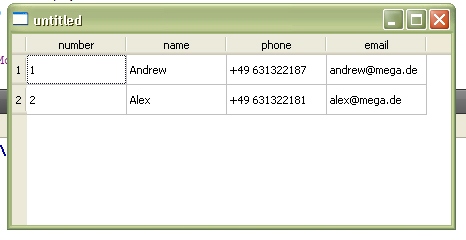 untitled
number name phone email
1 1 Andrew +49 631322187 andrew@mega.de
2 2 Alex +49 631322181 alex@mega.de